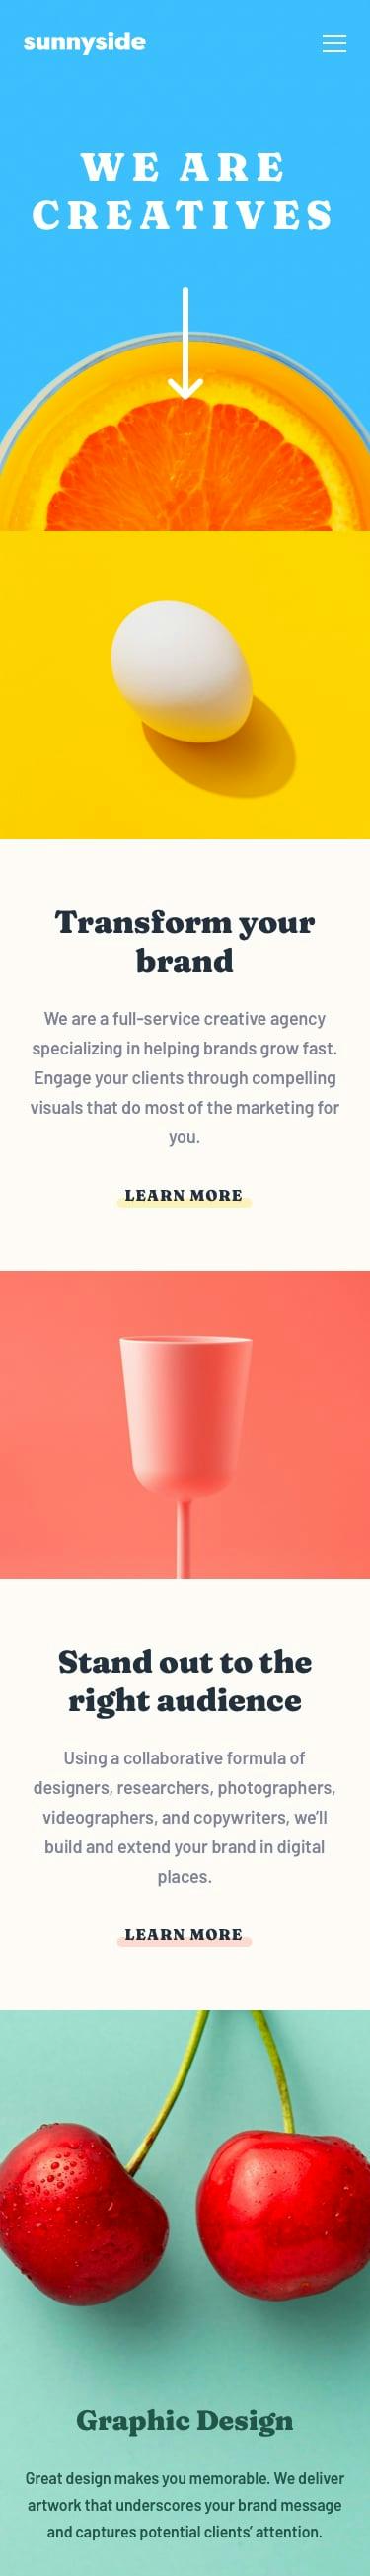 sunnyside
WE ARE
CREATIVES
Transform your
brand
We are a full-service creative agency
specializing in helping brands grow fast.
Engage your clients through compelling
visuals that do most of the marketing for
you.
LEARN MORE
Stand out to the
right audience
Using a collaborative formula of
designers, researchers, photographers,
videographers, and copywriters, we’ll
build and extend your brand in digital
places.
LEARN MORE
Graphic Design
Great design makes you memorable. We deliver
artwork that underscores your brand message
and captures potential clients’ attention.